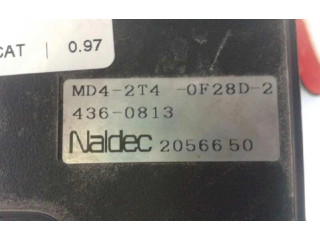 CAT | 0.97
MD4-2T4 -0F28D-2
436-0813
Naldec 2056650